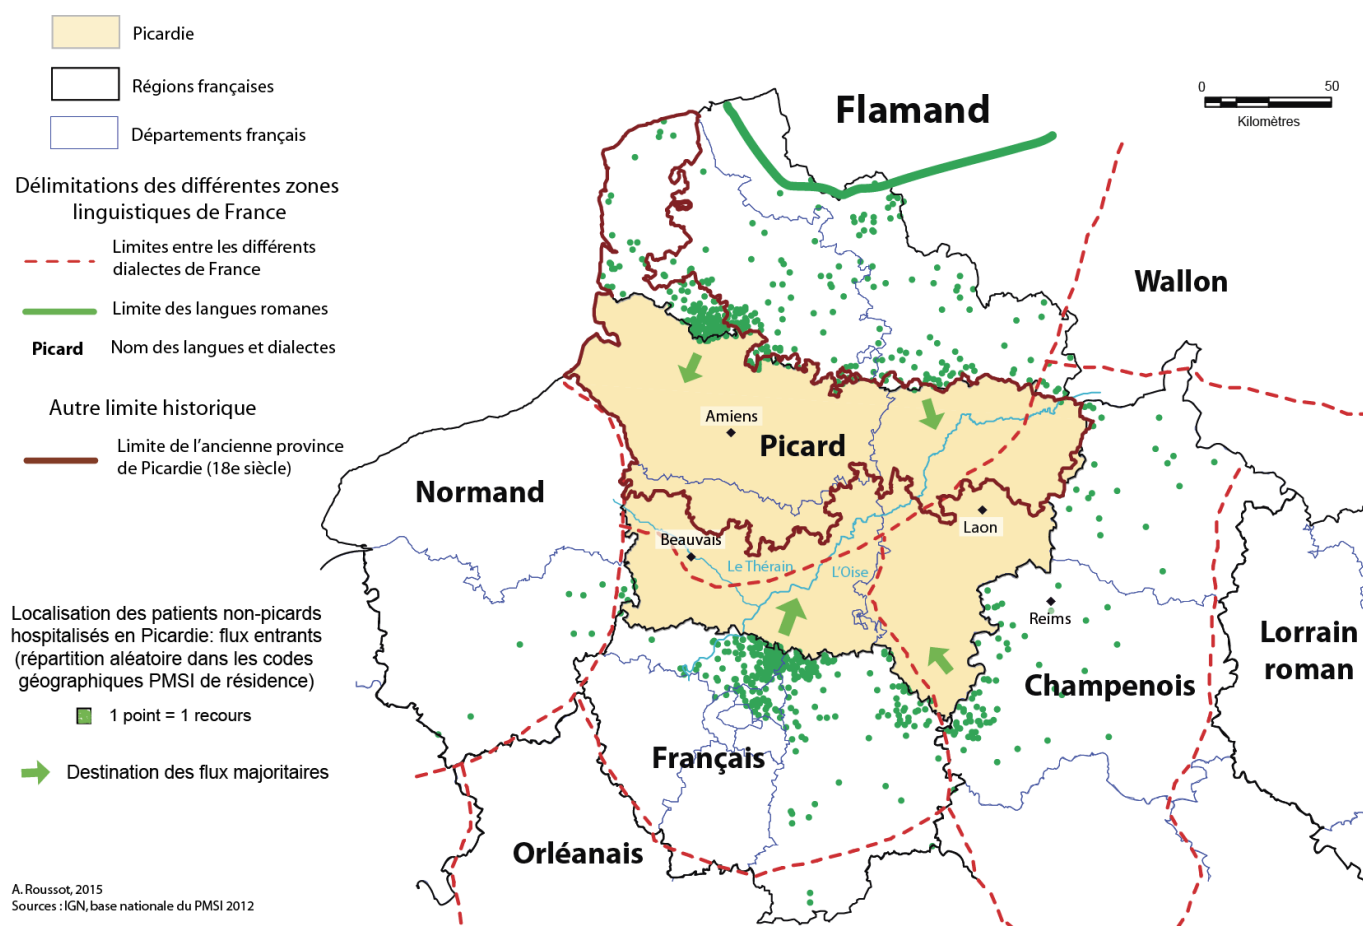 Picardie
Régions françaises
Départements français
Délimitations des différentes zones
linguistiques de France
Limites entre les différents
dialectes de France
Limite des langues romanes
Picard
Nom des langues et dialectes
Autre limite historique
Limite de l'ancienne province
de Picardie (18e siècle)
Localisation des patients non-picards
hospitalisés en Picardie: flux entrants
(répartition aléatoire dans les codes
géographiques PMSI de résidence)
1 point = 1 recours
Destination des flux majoritaires
A. Roussot, 2015
Sources : IGN, base nationale du PMSI 2012
0
50
Kilomètres
Flamand
Wallon
Amiens
Picard
Normand
Laon
Beauvais
Le Thérain
L'Oise
Reims
Lorrain
roman
Champenois
Français
Orléanais